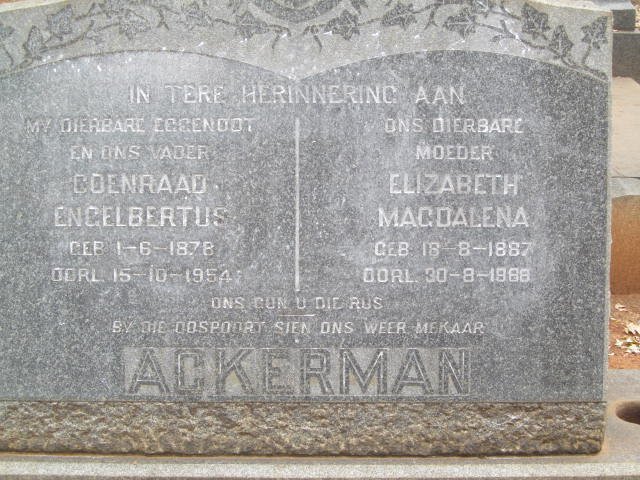 IN TERE HERINNERING AAN
MY DIERBARE EGGENOOT
EN ONS VADER
COENRAAD
ENGELBERTUS
GEB 1-6-1878
OORL. 15-10-1954
ONS DIERBARE
MOEDER
ELIZABETH
MAGDALENA
GEB. 18-8-1887
OORL. 30-8-1968
ONS GUN U DIE RUS
BY DIE OOSPOORT SIEN ONS WEER MEKAAR
ACKERMAN